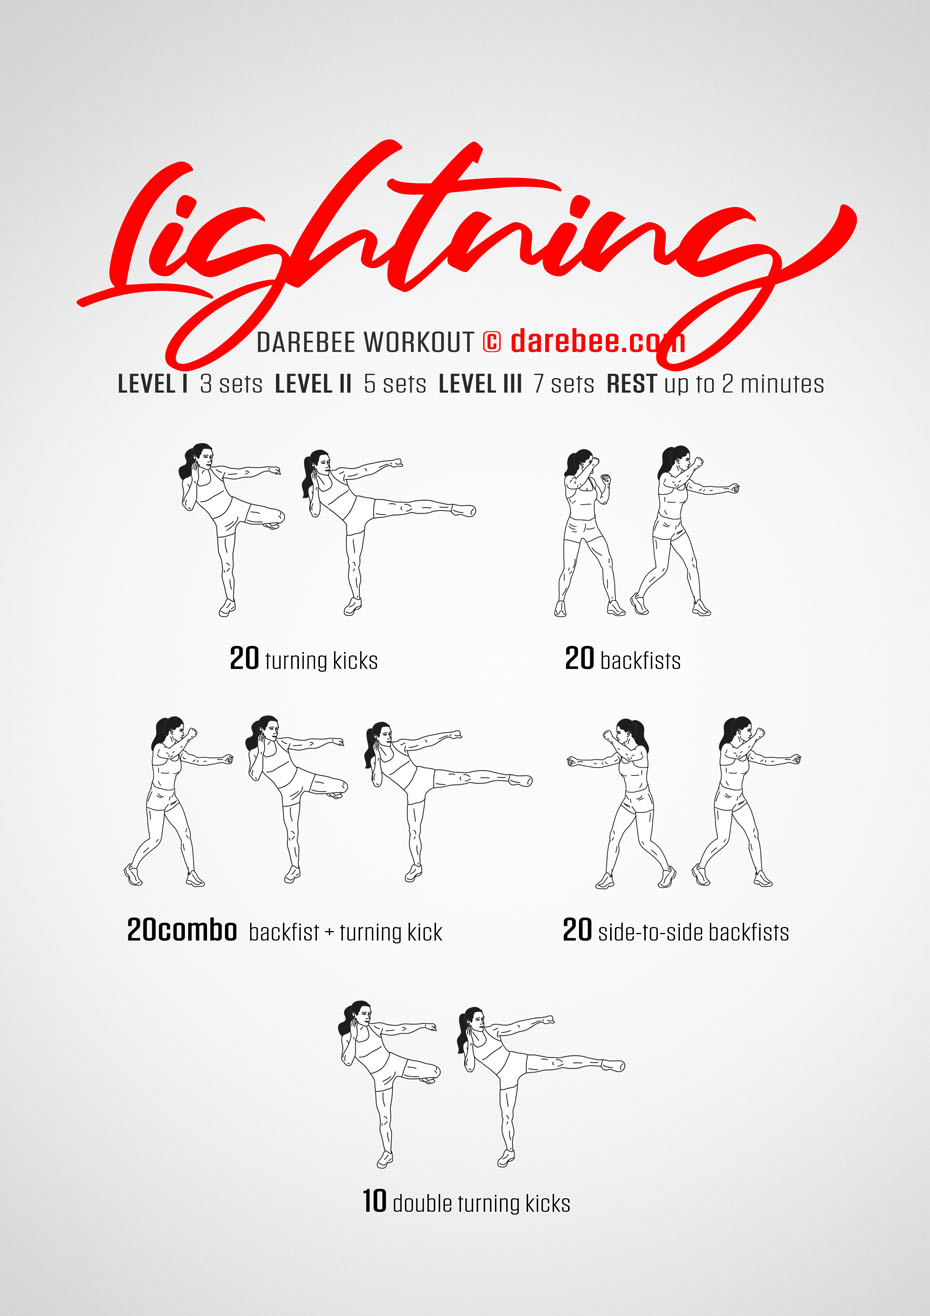 Lightning
DAREBEE WORKOUT © darebee.com
LEVEL I 3 sets LEVEL II 5 sets LEVEL III 7 sets REST up to 2 minutes
20 turning kicks
20 backfists
20combo backfist + turning kick
20 side-to-side backfists
10 double turning kicks